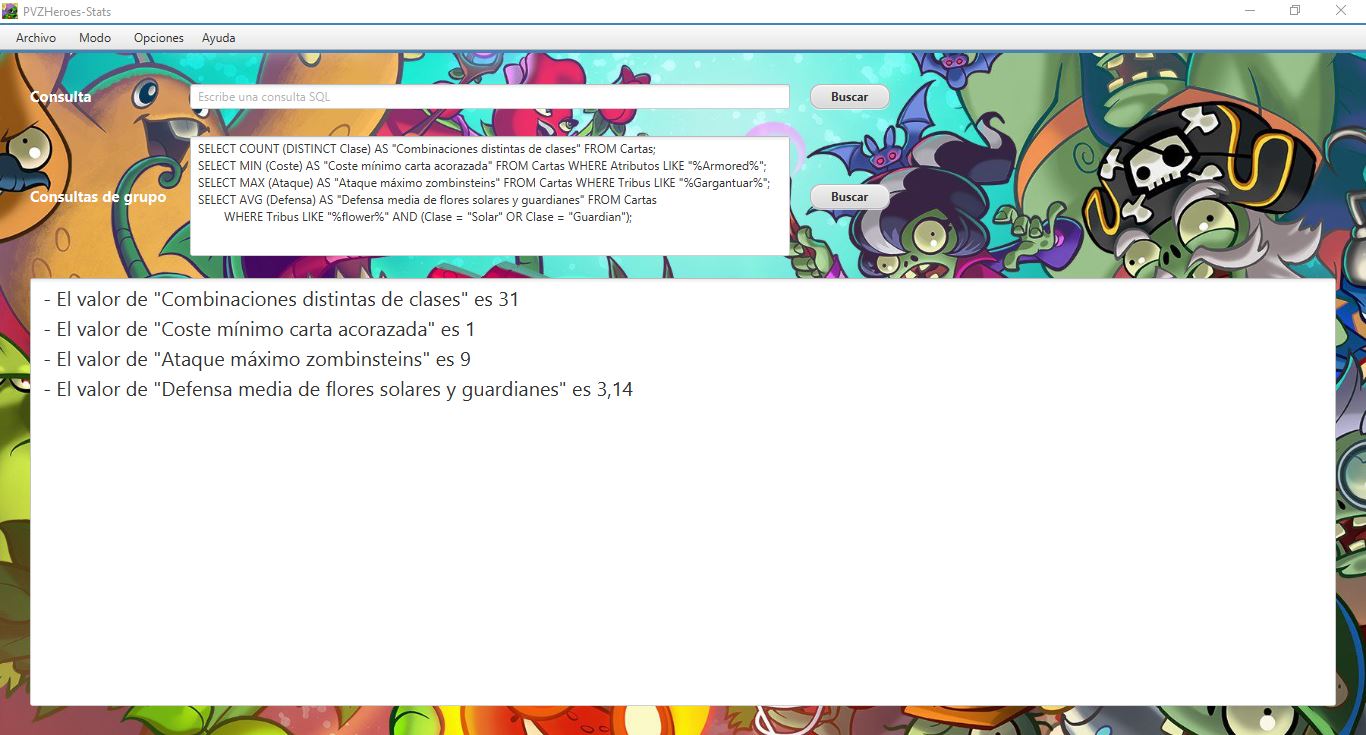 PVZHeroes-Stats
Archivo Modo Opciones Ayuda
Consulta Escribe una consulta SQL Buscar
SELECT COUNT (DISTINCT Clase) AS "Combinaciones distintas de clases" FROM Cartas;
SELECT MIN (Coste) AS "Coste mínimo carta acorazada" FROM Cartas WHERE Atributos LIKE "%Armored%";
SELECT MAX (Ataque) AS "Ataque máximo zombinsteins" FROM Cartas WHERE Tribus LIKE "%Gargantuar%";
Consultas de grupo SELECT AVG (Defensa) AS "Defensa media de flores solares y guardianes" FROM Cartas Buscar
WHERE Tribus LIKE "%flower%" AND (Clase = "Solar" OR Clase = "Guardian");
- El valor de "Combinaciones distintas de clases" es 31
- El valor de "Coste mínimo carta acorazada" es 1
- El valor de "Ataque máximo zombinsteins" es 9
- El valor de "Defensa media de flores solares y guardianes" es 3,14